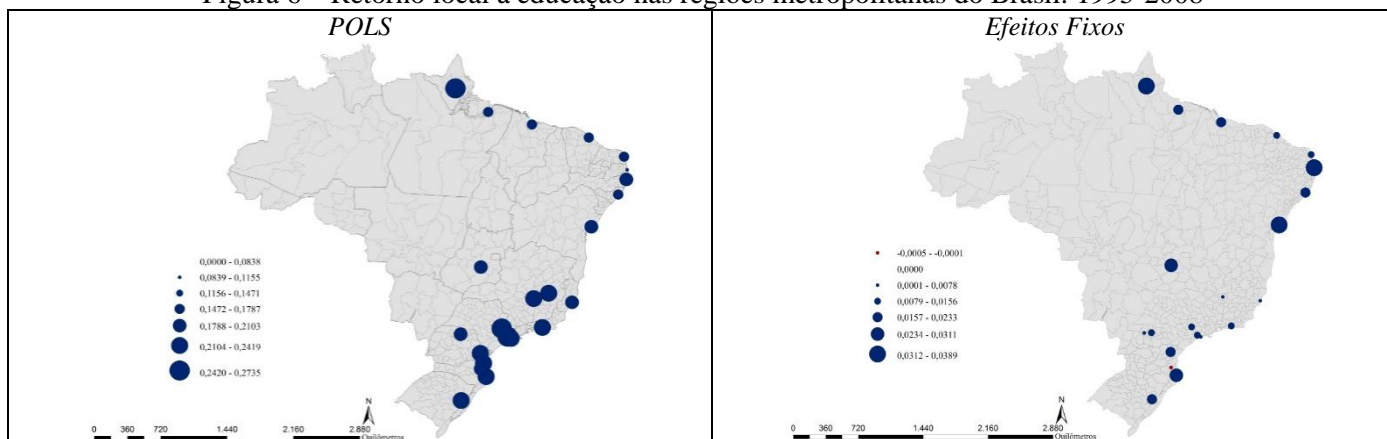 Figura 6 – Retorno local à educação nas regiões metropolitanas do Brasil: 1995-2008
POLS
Efeitos Fixos
0,0000 - 0,0838
0,0839 - 0,1155
0,1156 - 0,1471
0,1472 - 0,1787
0,1788 - 0,2103
0,2104 - 0,2419
0,2420 - 0,2735
N
0 360 720 1.440 2.160 2.880
Quilômetros
-0,0005 - -0,0001
0,0000
0,0001 - 0,0078
0,0079 - 0,0156
0,0157 - 0,0233
0,0234 - 0,0311
0,0312 - 0,0389
N
0 360 720 1.440 2.160 2.880
Quilômetros